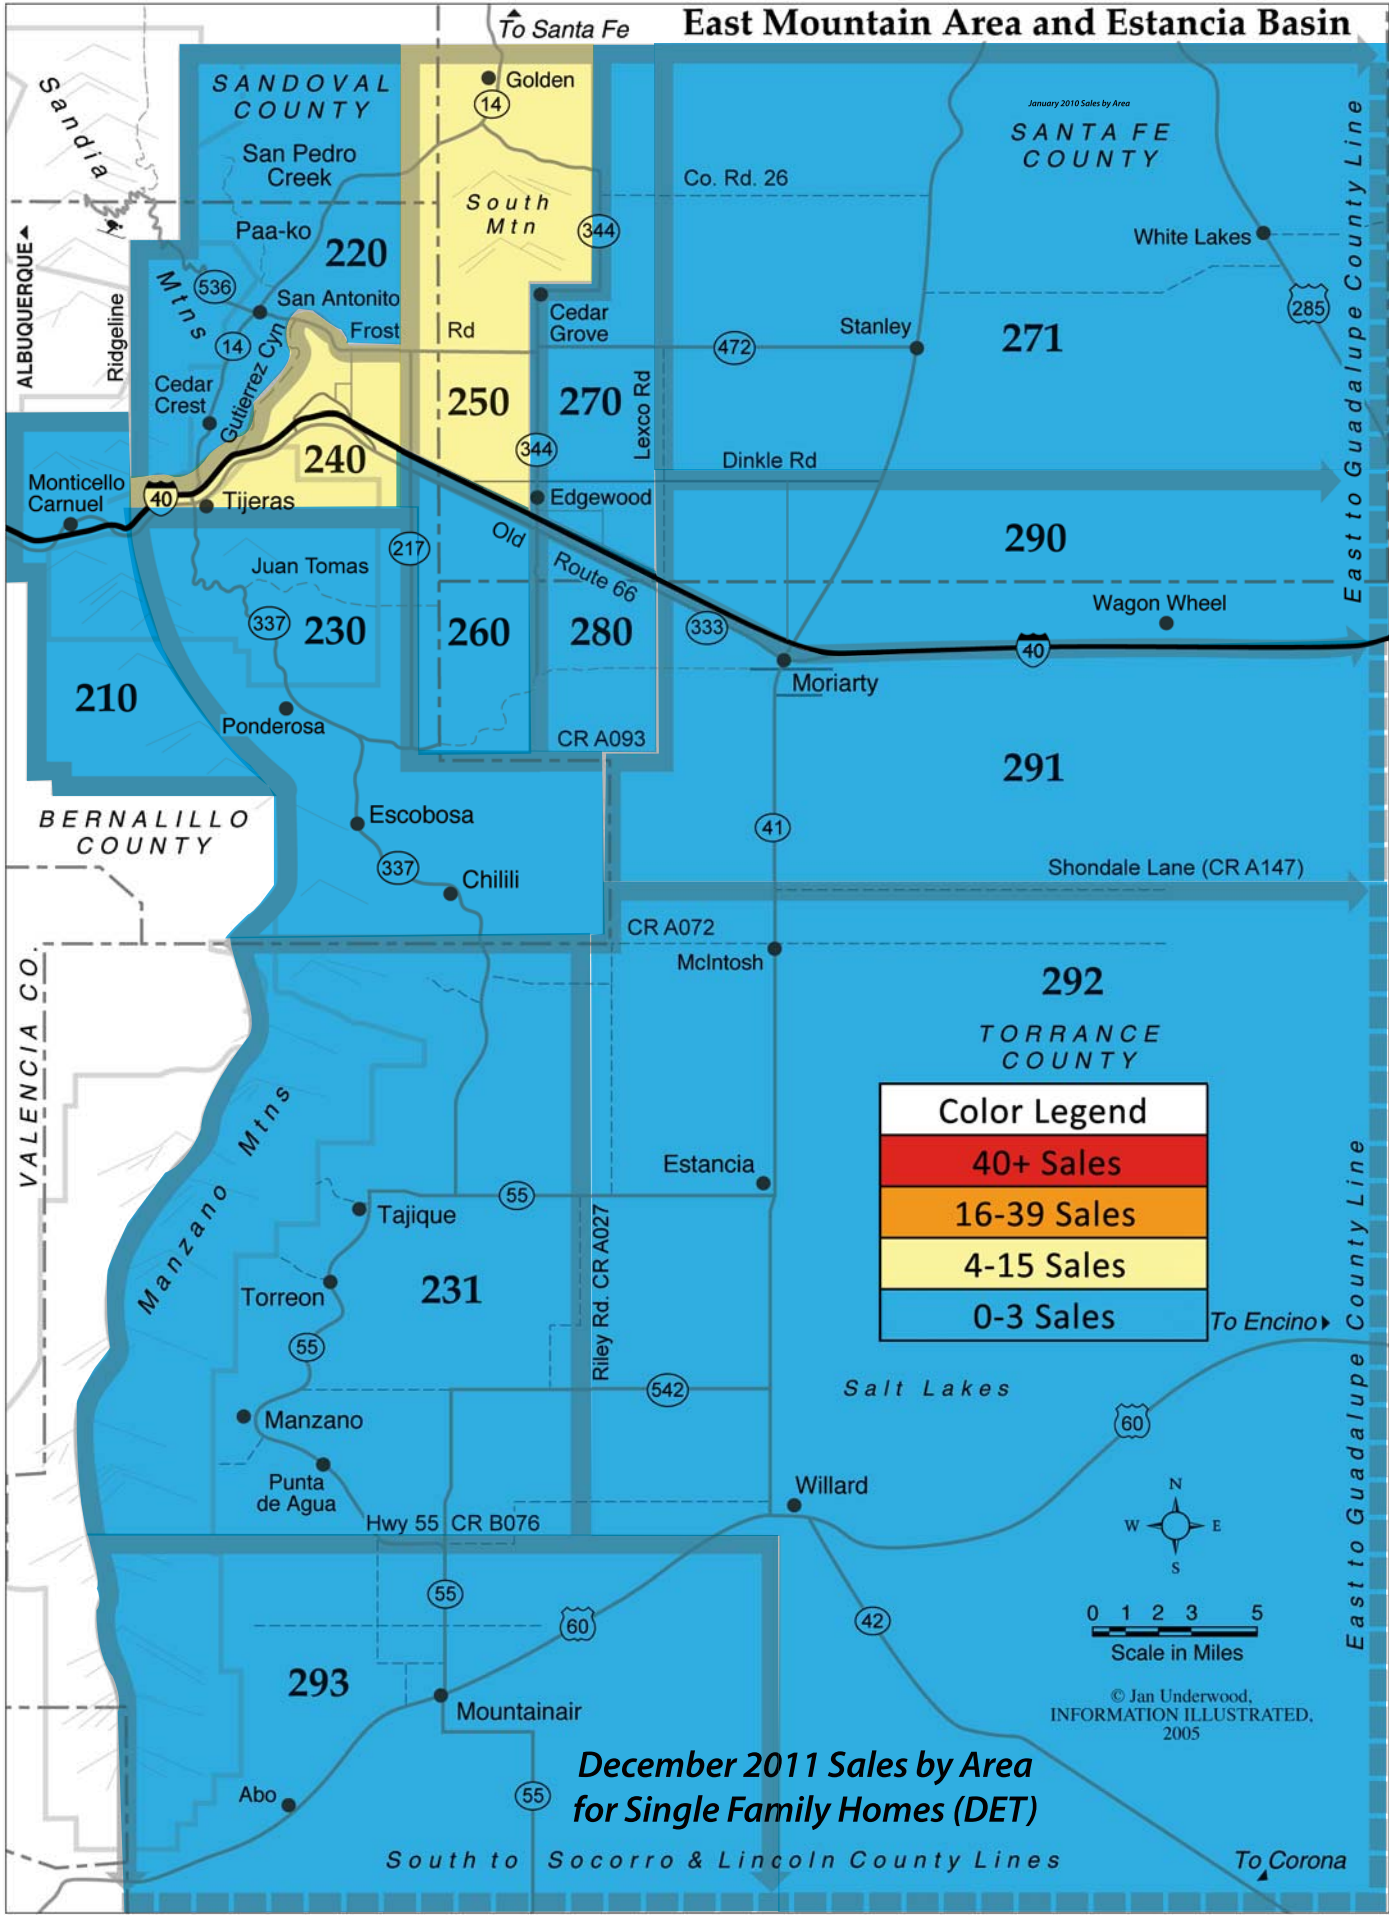 East Mountain Area and Estancia Basin
To Santa Fe
Sandia
SANDOVAL
COUNTY
Golden
14
January 2010 Sales by Area
SANTA FE
COUNTY
East to Guadalupe County Line
San Pedro
Creek
Co. Rd. 26
South
Mtn
344
Paa-ko
220
White Lakes
ALBUQUERQUE
Ridgeline
Mtns
536
San Antonito
285
Cedar
Grove
Frost
Rd
14
Gutierrez Cyn
472
Stanley
271
Cedar
Crest
250
270
Lexco Rd
344
240
Dinkle Rd
Monticello
Carnuel
40
Tijeras
Edgewood
Old
Route 66
217
290
Juan Tomas
Wagon Wheel
337
230
260
280
333
40
210
Moriarty
Ponderosa
CR A093
291
BERNALILLO
COUNTY
Escobosa
41
337
Chilili
Shondale Lane (CR A147)
VALENCIA CO.
CR A072
McIntosh
292
TORRANCE
COUNTY
Manzano Mtns
Color Legend
40+ Sales
16-39 Sales
4-15 Sales
0-3 Sales
East to Guadalupe County Line
Estancia
55
Tajique
Riley Rd. CR A027
Torreon
231
To Encino
55
542
Salt Lakes
Manzano
60
Punta
de Agua
Willard
N
W E
S
Hwy 55
CR B076
55
60
42
0 1 2 3 5
Scale in Miles
293
Mountainair
© Jan Underwood,
INFORMATION ILLUSTRATED,
2005
December 2011 Sales by Area
for Single Family Homes (DET)
Abo
55
South to Socorro & Lincoln County Lines
To Corona